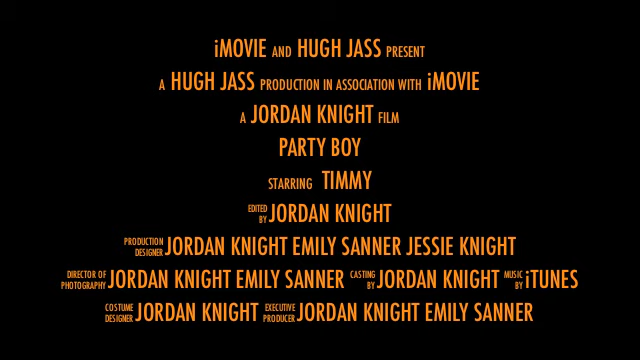 iMOVIE AND HUGH JASS PRESENT
A HUGH JASS PRODUCTION IN ASSOCIATION WITH iMOVIE
A JORDAN KNIGHT FILM
PARTY BOY
STARRING TIMMY
EDITED BY JORDAN KNIGHT
PRODUCTION DESIGNER JORDAN KNIGHT EMILY SANNER JESSIE KNIGHT
DIRECTOR OF PHOTOGRAPHY JORDAN KNIGHT EMILY SANNER CASTING BY JORDAN KNIGHT MUSIC BY iTUNES
COSTUME DESIGNER JORDAN KNIGHT EXECUTIVE PRODUCER JORDAN KNIGHT EMILY SANNER